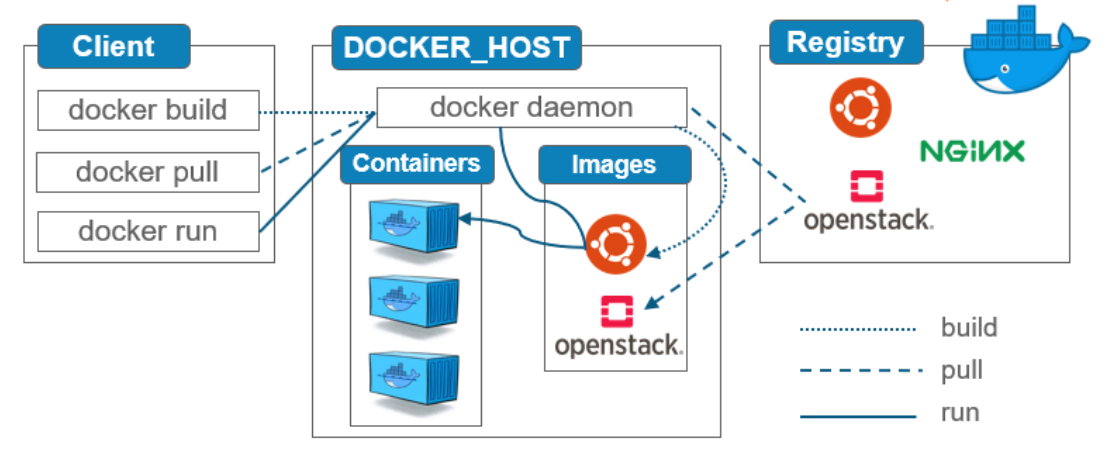 Client
docker build
docker pull
docker run
DOCKER_HOST
docker daemon
Containers
Images
openstack.
Registry
NGINX
openstack.
build
pull
run